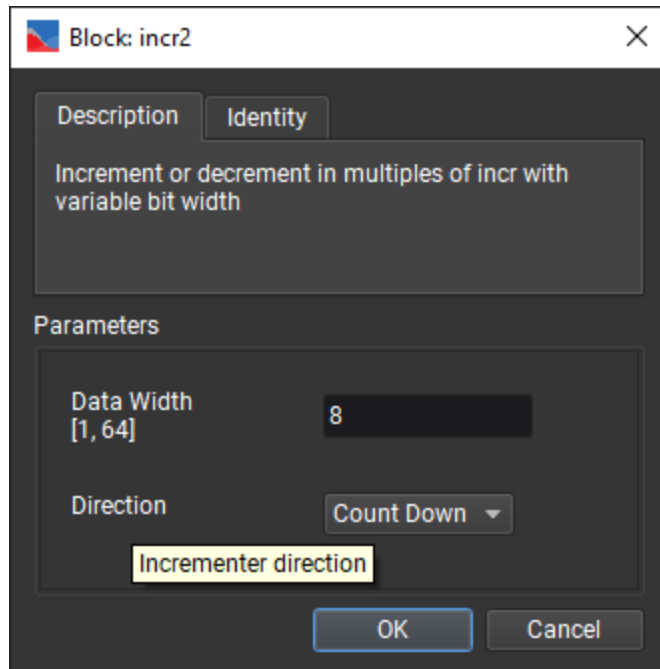 Block: incr2
Description
Identity
Increment or decrement in multiples of incr with
variable bit width
Parameters
Data Width
[1, 64]
8
Direction
Count Down
Incrementer direction
OK
Cancel